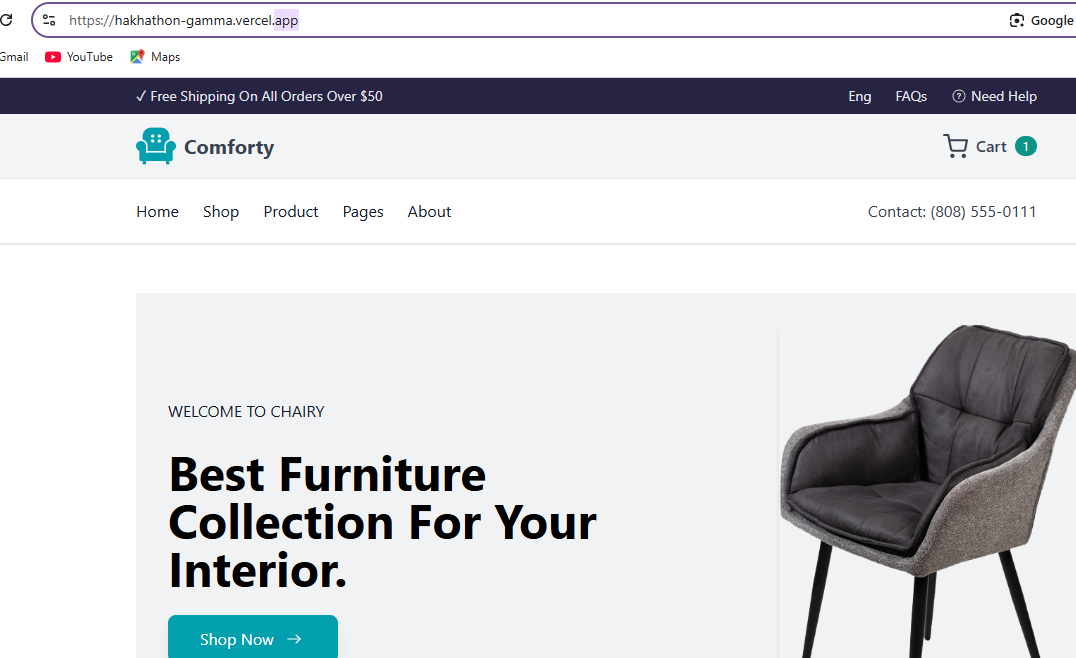 https://hakhathon-gamma.vercel.app Google
Gmail YouTube Maps
✓ Free Shipping On All Orders Over $50 Eng FAQs Need Help
Comforty Cart 1
Home Shop Product Pages About Contact: (808) 555-0111
WELCOME TO CHAIRY
Best Furniture
Collection For Your
Interior.
Shop Now →